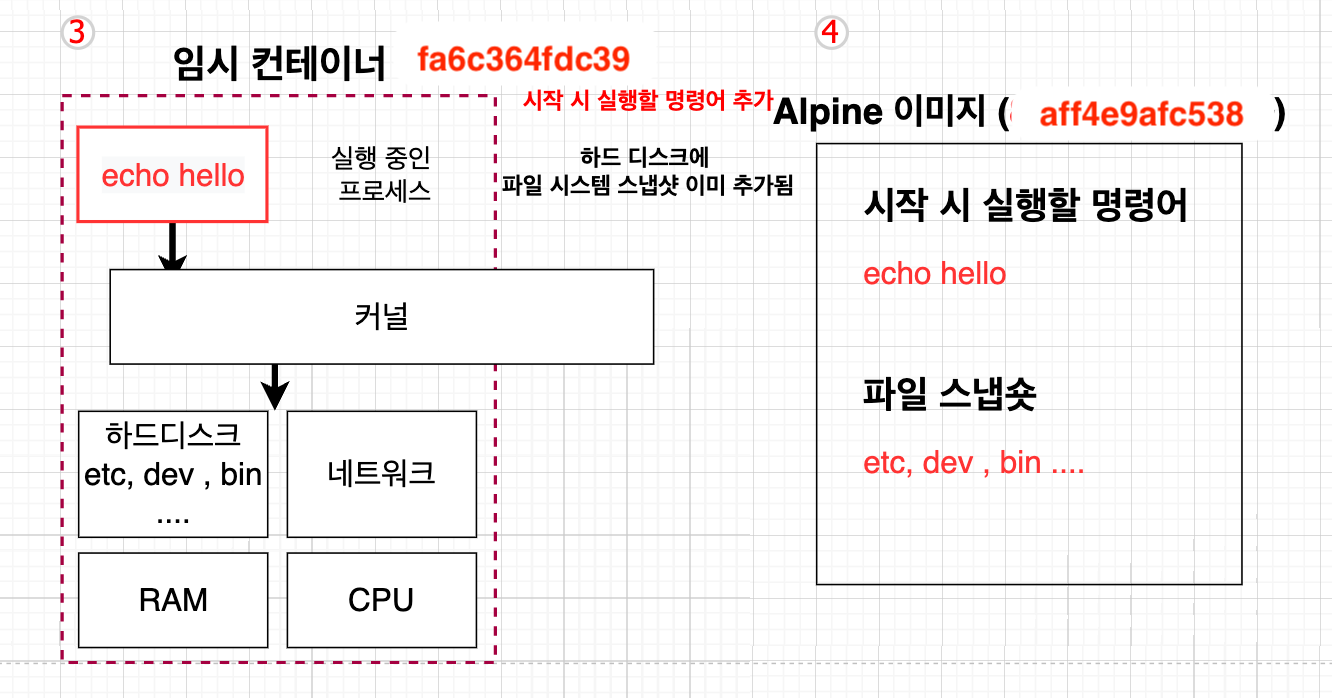 ③
임시 컨테이너 fa6c364fdc39
시작 시 실행할 명령어 추가
echo hello
실행 중인
프로세스
하드 디스크에
파일 시스템 스냅샷 이미 추가됨
커널
하드디스크
etc, dev , bin
....
네트워크
RAM
CPU
④
Alpine 이미지 ( aff4e9afc538 )
시작 시 실행할 명령어
echo hello
파일 스냅숏
etc, dev , bin ....